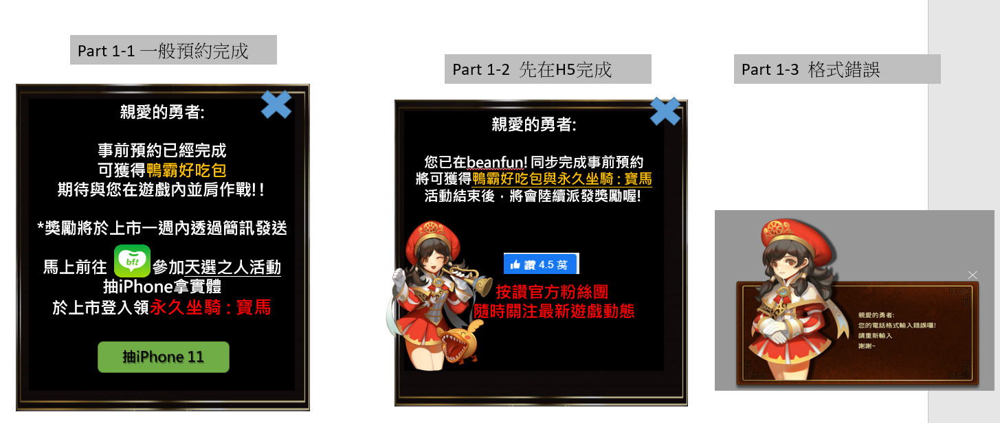 Part 1-1 一般預約完成
親愛的勇者:
事前預約已經完成
可獲得鴨霸好吃包
期待與您在遊戲內並肩作戰!!
*獎勵將於上市一週內透過簡訊發送
馬上前往 bf! 參加天選之人活動
抽iPhone拿實體
於上市登入領永久坐騎:寶馬
抽iPhone 11
Part 1-2 先在H5完成
親愛的勇者:
您已在beanfun!同步完成事前預約
將可獲得鴨霸好吃包與永久坐騎:寶馬
活動結束後，將會陸續派發獎勵喔!
讚 4.5 萬
按讚官方粉絲團
隨時關注最新遊戲動態
Part 1-3 格式錯誤
親愛的勇者:
您的電話格式輸入錯誤囉!
請重新輸入
謝謝~